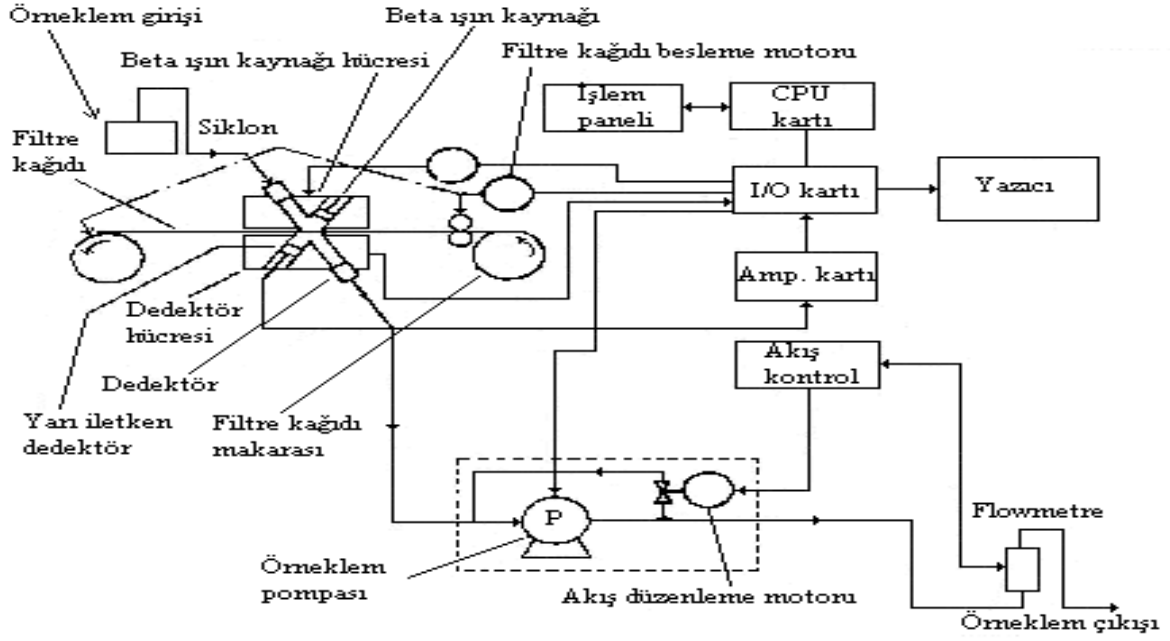 Örneklem girişi
Beta ışın kaynağı
Beta ışın kaynağı hücresi
Filtre kağıdı besleme motoru
İşlem
paneli
CPU
kartı
Siklon
Filtre
kağıdı
I/O kartı
Yazıcı
Amp. kartı
Dedektör
hücresi
Akış
kontrol
Dedektör
Yarı iletken
dedektör
Filtre kağıdı
makarası
P
Flowmetre
Örneklem
pompası
Akış düzenleme motoru
Örneklem çıkışı